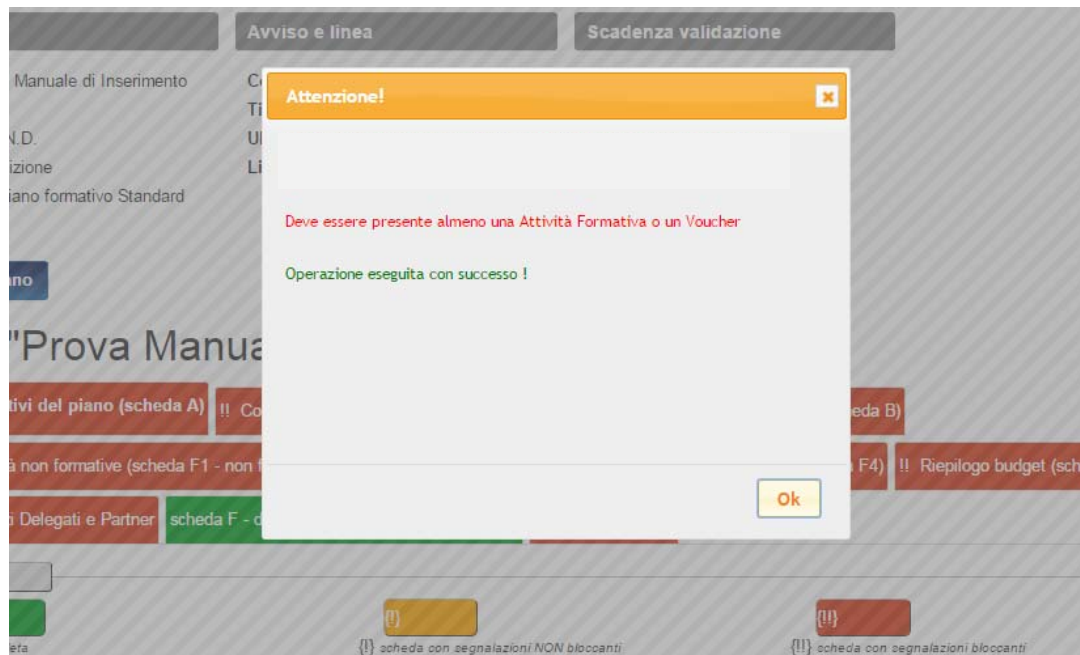 Avviso e linea
Scadenza validazione
Manuale di Inserimento
Attenzione!
N.D.
izione
Li
iano formativo Standard
Deve essere presente almeno una Attività Formativa o un Voucher
Operazione eseguita con successo !
ano
"Prova Manua
tivi del piano (scheda A)
!! Co
eda B)
à non formative (scheda F1 - non f
F4)
!! Riepilogo budget (sch
i Delegati e Partner
scheda F - d
Ok
{!}
{!!}
eta
{!} scheda con segnalazioni NON bloccanti
{!!} scheda con segnalazioni bloccanti